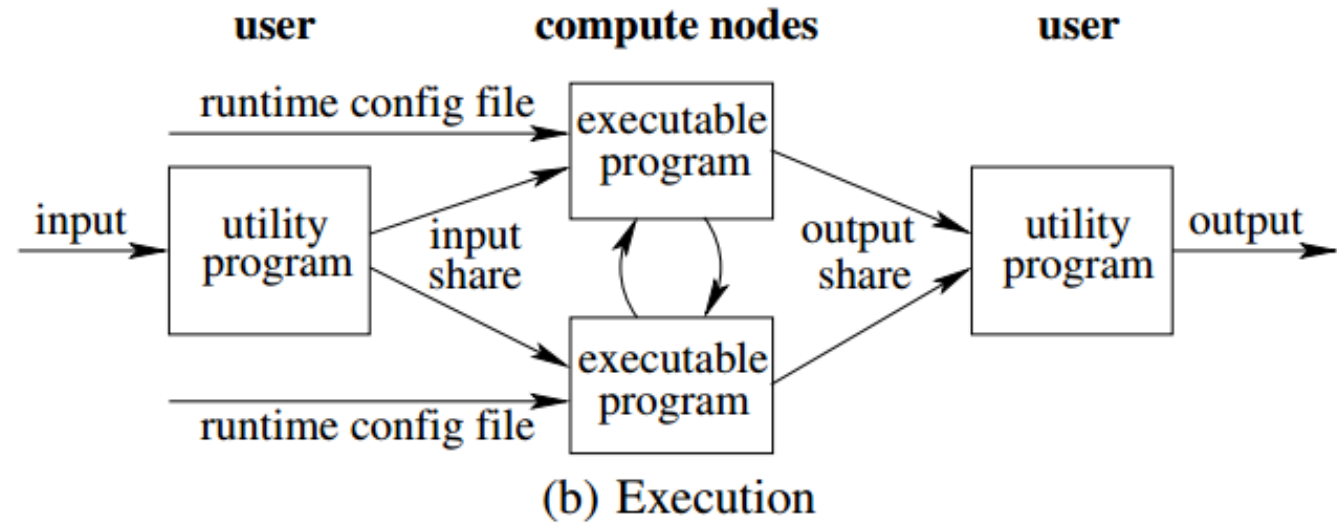 user
compute nodes
user
runtime config file
executable
program
input
utility
program
input
share
output
share
utility
program
output
executable
program
runtime config file
(b) Execution